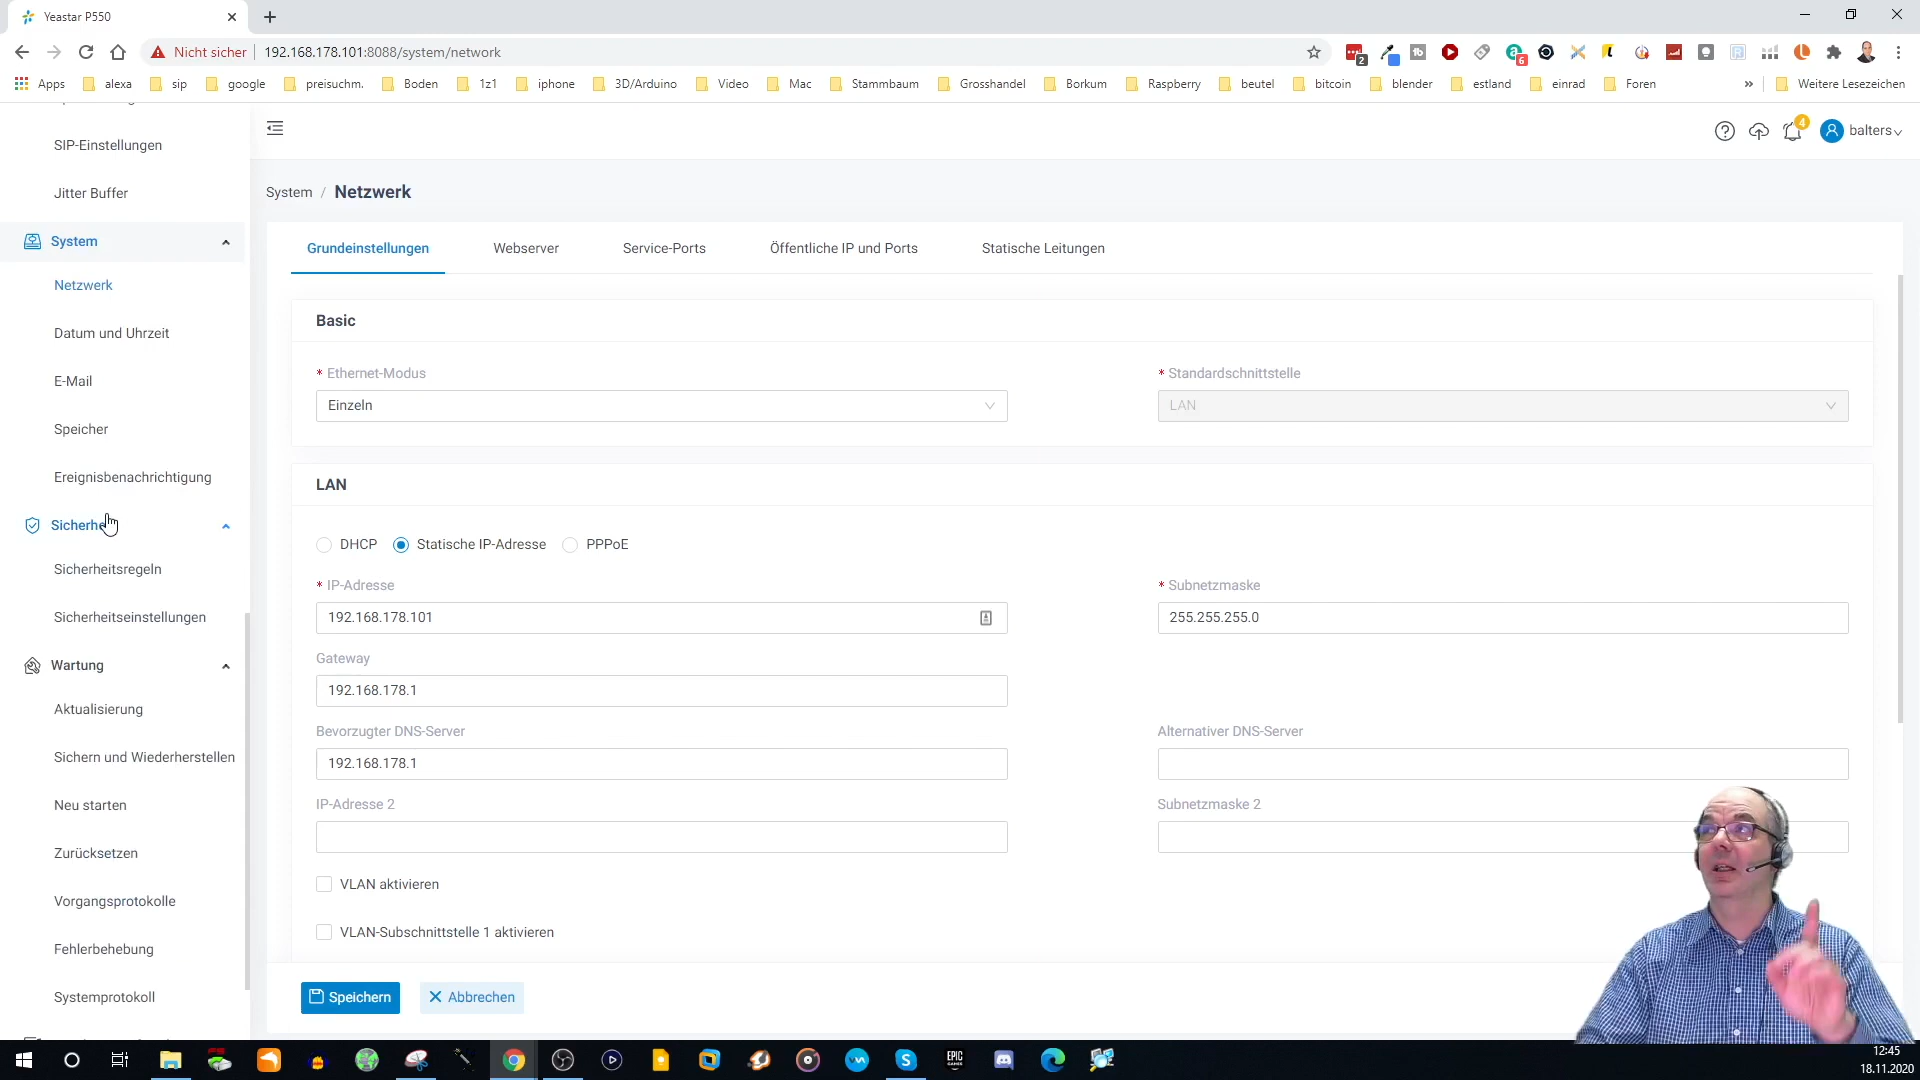 Yeastar P550
Nicht sicher
192.168.178.101:8088/system/network
Apps alexa sip google preisuchm. Boden 1z1 iphone 3D/Arduino Video Mac Stammbaum Grosshandel Borkum Raspberry beutel bitcoin blender estland einrad Foren » Weitere Lesezeichen
SIP-Einstellungen
Jitter Buffer
System
Netzwerk
Datum und Uhrzeit
E-Mail
Speicher
Ereignisbenachrichtigung
Sicherhe
Sicherheitsregeln
Sicherheitseinstellungen
Wartung
Aktualisierung
Sichern und Wiederherstellen
Neu starten
Zurücksetzen
Vorgangsprotokolle
Fehlerbehebung
Systemprotokoll
4
balters
System / Netzwerk
Grundeinstellungen Webserver Service-Ports Öffentliche IP und Ports Statische Leitungen
Basic
* Ethernet-Modus
Einzeln
* Standardschnittstelle
LAN
LAN
DHCP Statische IP-Adresse PPPoE
* IP-Adresse
192.168.178.101
* Subnetzmaske
255.255.255.0
Gateway
192.168.178.1
Bevorzugter DNS-Server
192.168.178.1
Alternativer DNS-Server
IP-Adresse 2
Subnetzmaske 2
VLAN aktivieren
VLAN-Subschnittstelle 1 aktivieren
Speichern
Abbrechen
EPIC
GAMES
12:45
18.11.2020